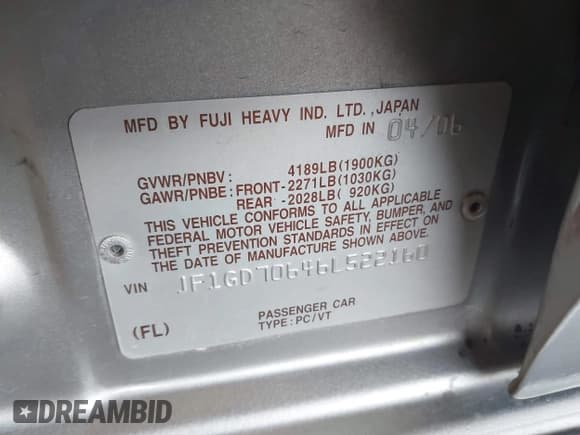 MFD BY FUJI HEAVY IND. LTD.,JAPAN
MFD IN 04/06
GVWR/PNBV: 4189LB(1900KG)
GAWR/PNBE: FRONT-2271LB(1030KG)
REAR -2028LB( 920KG)
THIS VEHICLE CONFORMS TO ALL APPLICABLE
FEDERAL MOTOR VEHICLE SAFETY, BUMPER, AND
THEFT PREVENTION STANDARDS IN EFFECT ON
THE DATE OF MANUFACTURE SHOWN ABOVE.
VIN JF1GD70646L522160
(FL) PASSENGER CAR
TYPE:PC/VT
DREAMBID